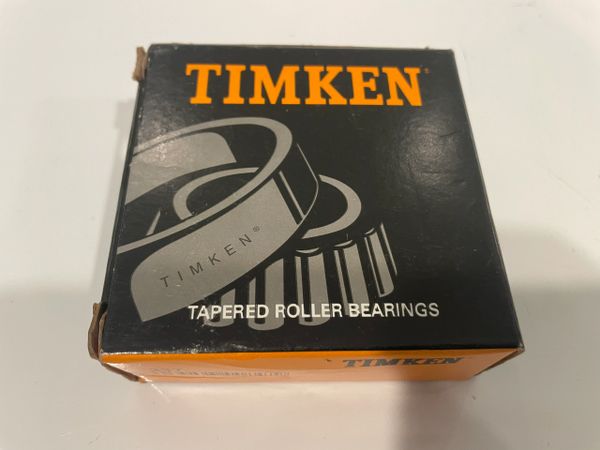 TIMKEN
TIMKEN®
TAPERED ROLLER BEARINGS
TIMKEN